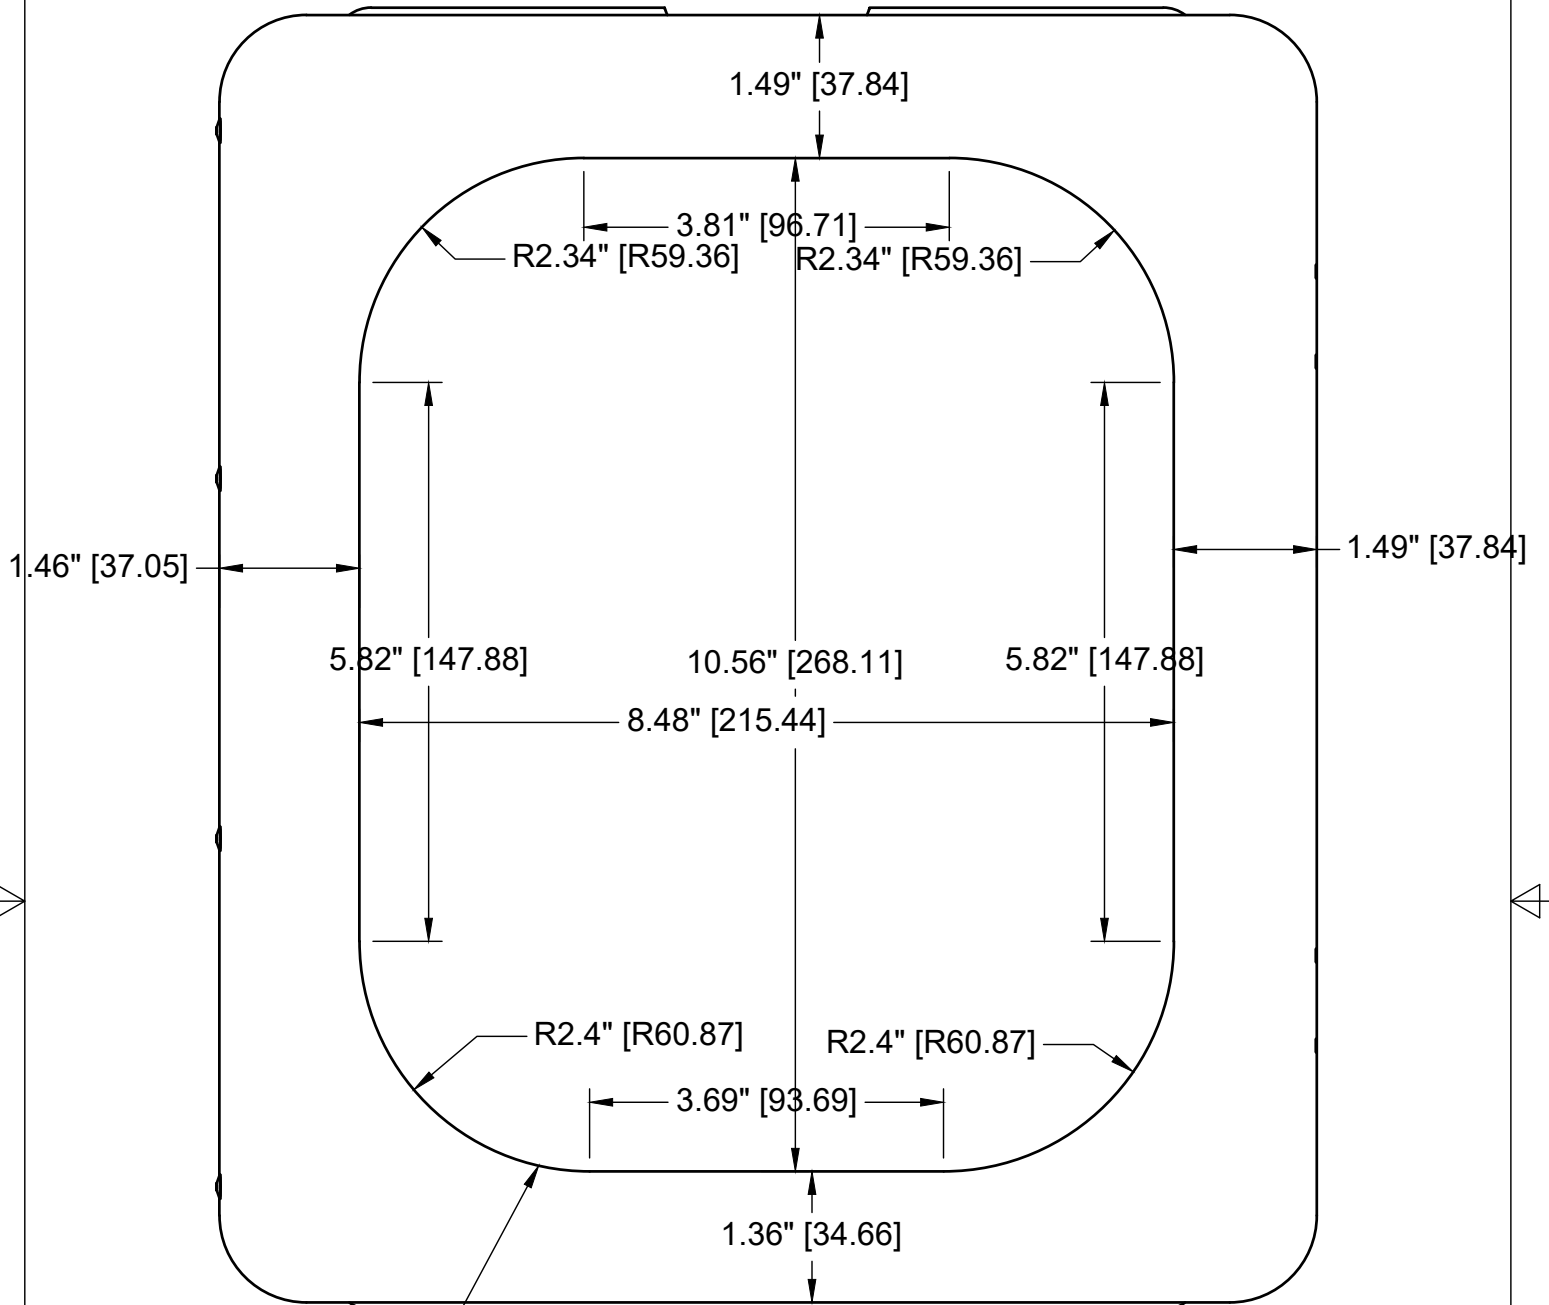 1.49" [37.84]
3.81" [96.71]
R2.34" [R59.36]
R2.34" [R59.36]
1.46" [37.05]
1.49" [37.84]
5.82" [147.88]
10.56" [268.11]
5.82" [147.88]
8.48" [215.44]
R2.4" [R60.87]
R2.4" [R60.87]
3.69" [93.69]
1.36" [34.66]